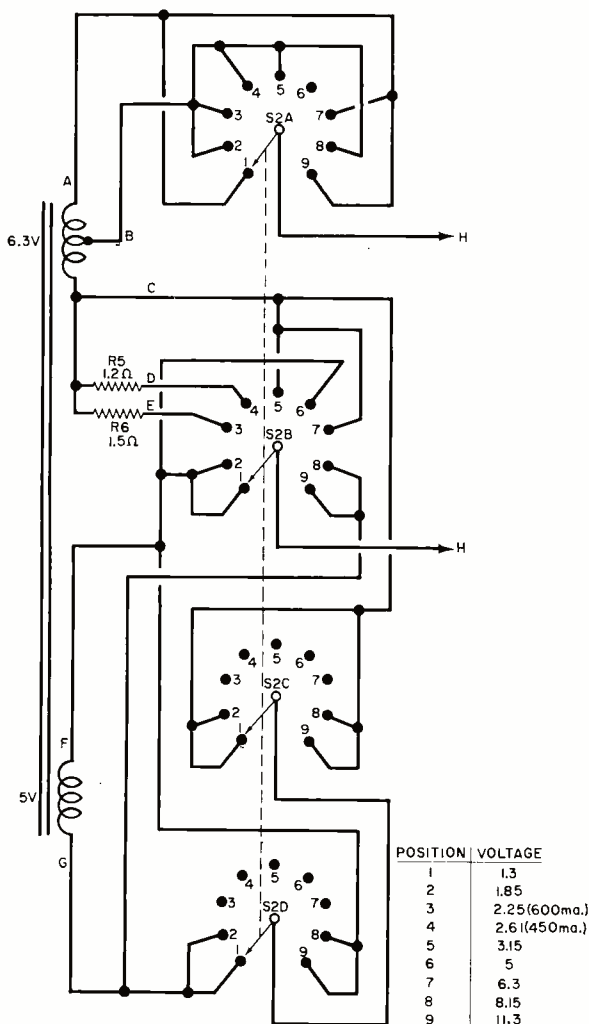 4 5 6
3 S2A 7
2 8
1 9
A
6.3V
B
H
C
R5
1.2Ω
D
E
R6
1.5Ω
4 5 6
3 S2B 7
2 8
1 9
H
4 5 6
3 S2C 7
2 8
1 9
F
5V
G
4 5 6
3 S2D 7
2 8
1 9
POSITION VOLTAGE
1 1.3
2 1.85
3 2.25(600ma.)
4 2.61(450ma.)
5 3.15
6 5
7 6.3
8 8.15
9 11.3